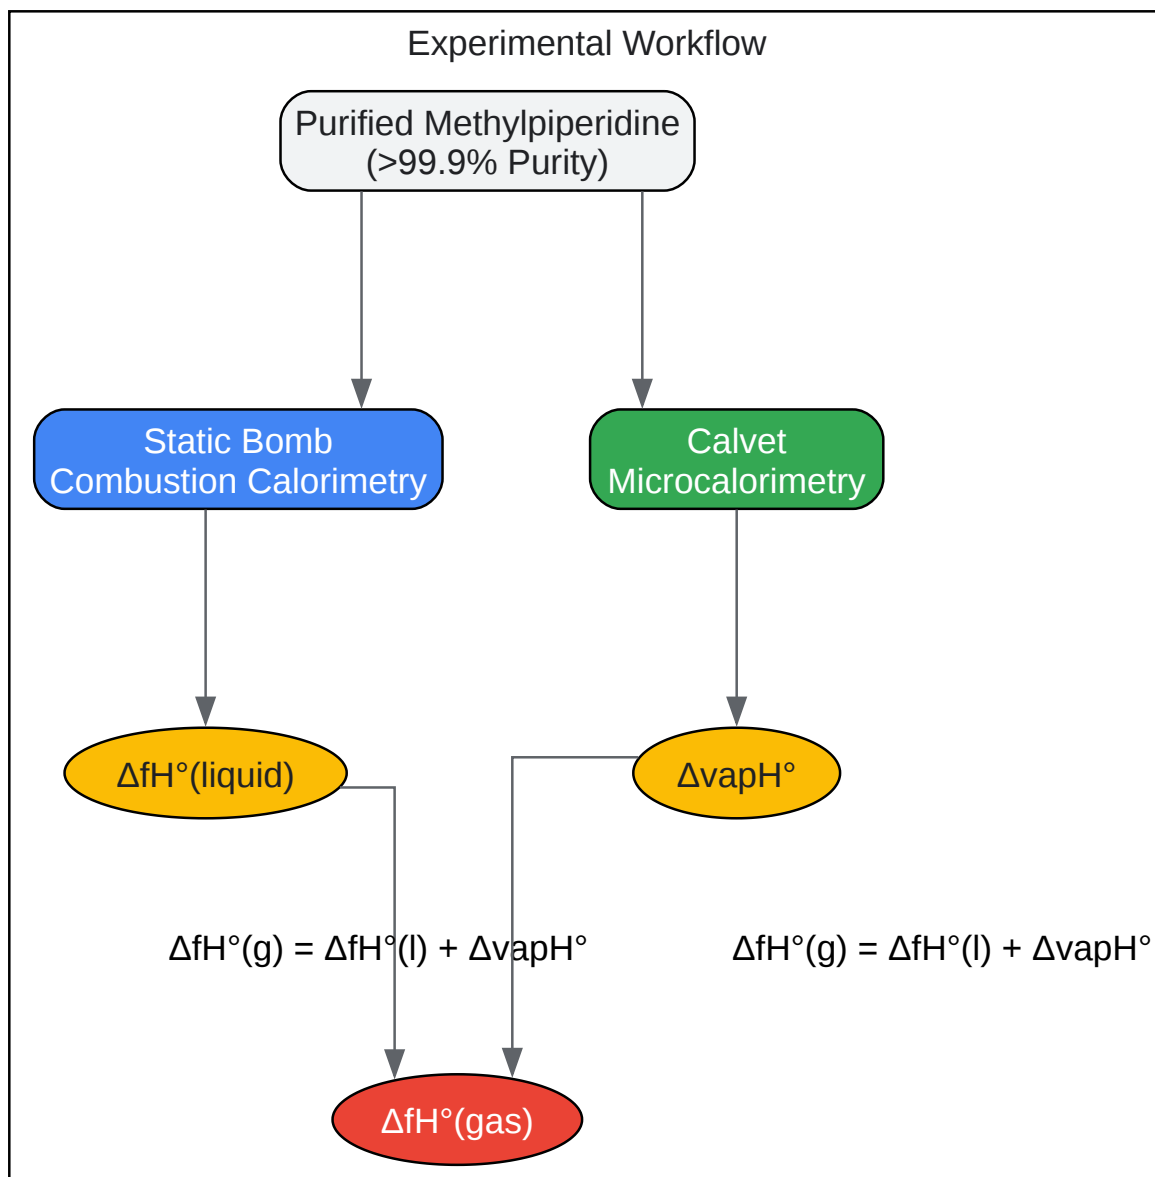 Experimental Workflow
Purified Methylpiperidine
(>99.9% Purity)
Static Bomb
Combustion Calorimetry
Calvet
Microcalorimetry
ΔfH°(liquid)
ΔvapH°
ΔfH°(g) = ΔfH°(l) + ΔvapH°
ΔfH°(g) = ΔfH°(l) + ΔvapH°
ΔfH°(gas)